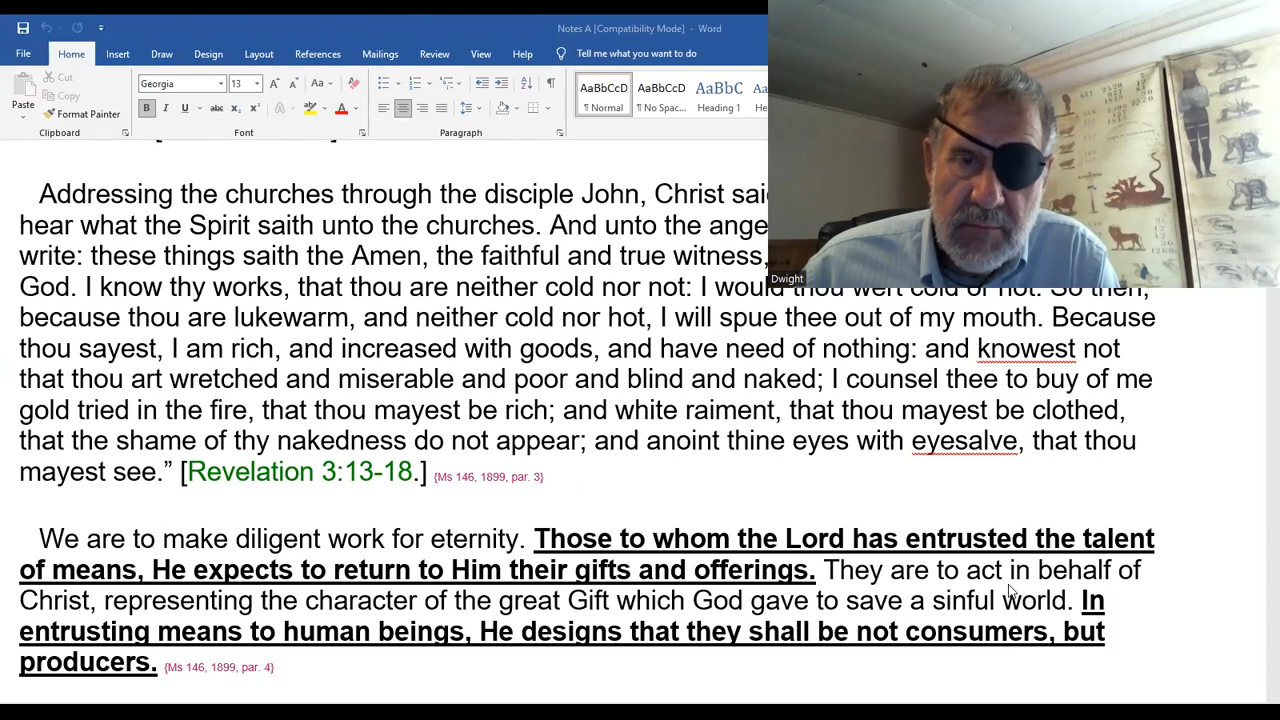 Notes A [Compatibility Mode] - Word
File Home Insert Draw Design Layout References Mailings Review View Help Tell me what you want to do
Cut
Copy
Paste
Format Painter
Georgia 13
AaBbCcD AaBbCcD AaBbC
¶ Normal ¶ No Spac... Heading 1
Clipboard Font Paragraph
Dwight
Addressing the churches through the disciple John, Christ said
hear what the Spirit saith unto the churches. And unto the ange
write: these things saith the Amen, the faithful and true witness,
God. I know thy works, that thou are neither cold nor not: I would thou wert cold or not. So then,
because thou are lukewarm, and neither cold nor hot, I will spue thee out of my mouth. Because
thou sayest, I am rich, and increased with goods, and have need of nothing: and knowest not
that thou art wretched and miserable and poor and blind and naked; I counsel thee to buy of me
gold tried in the fire, that thou mayest be rich; and white raiment, that thou mayest be clothed,
that the shame of thy nakedness do not appear; and anoint thine eyes with eyesalve, that thou
mayest see.” [Revelation 3:13-18.] {Ms 146, 1899, par. 3}
We are to make diligent work for eternity. Those to whom the Lord has entrusted the talent
of means, He expects to return to Him their gifts and offerings. They are to act in behalf of
Christ, representing the character of the great Gift which God gave to save a sinful world. In
entrusting means to human beings, He designs that they shall be not consumers, but
producers. {Ms 146, 1899, par. 4}